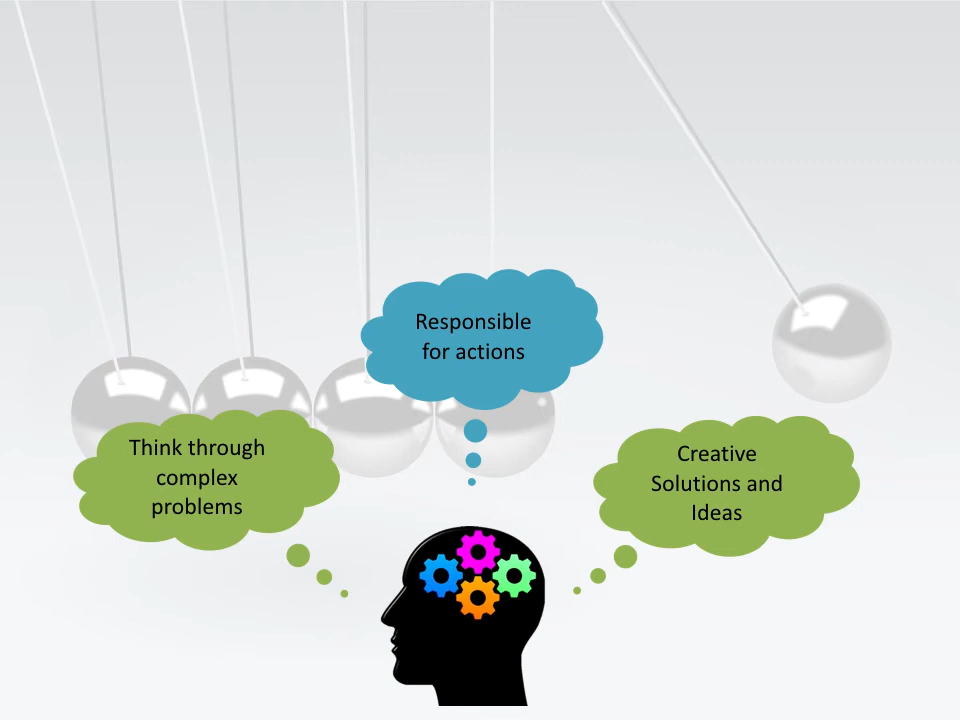 Responsible
for actions
Think through
complex
problems
Creative
Solutions and
Ideas